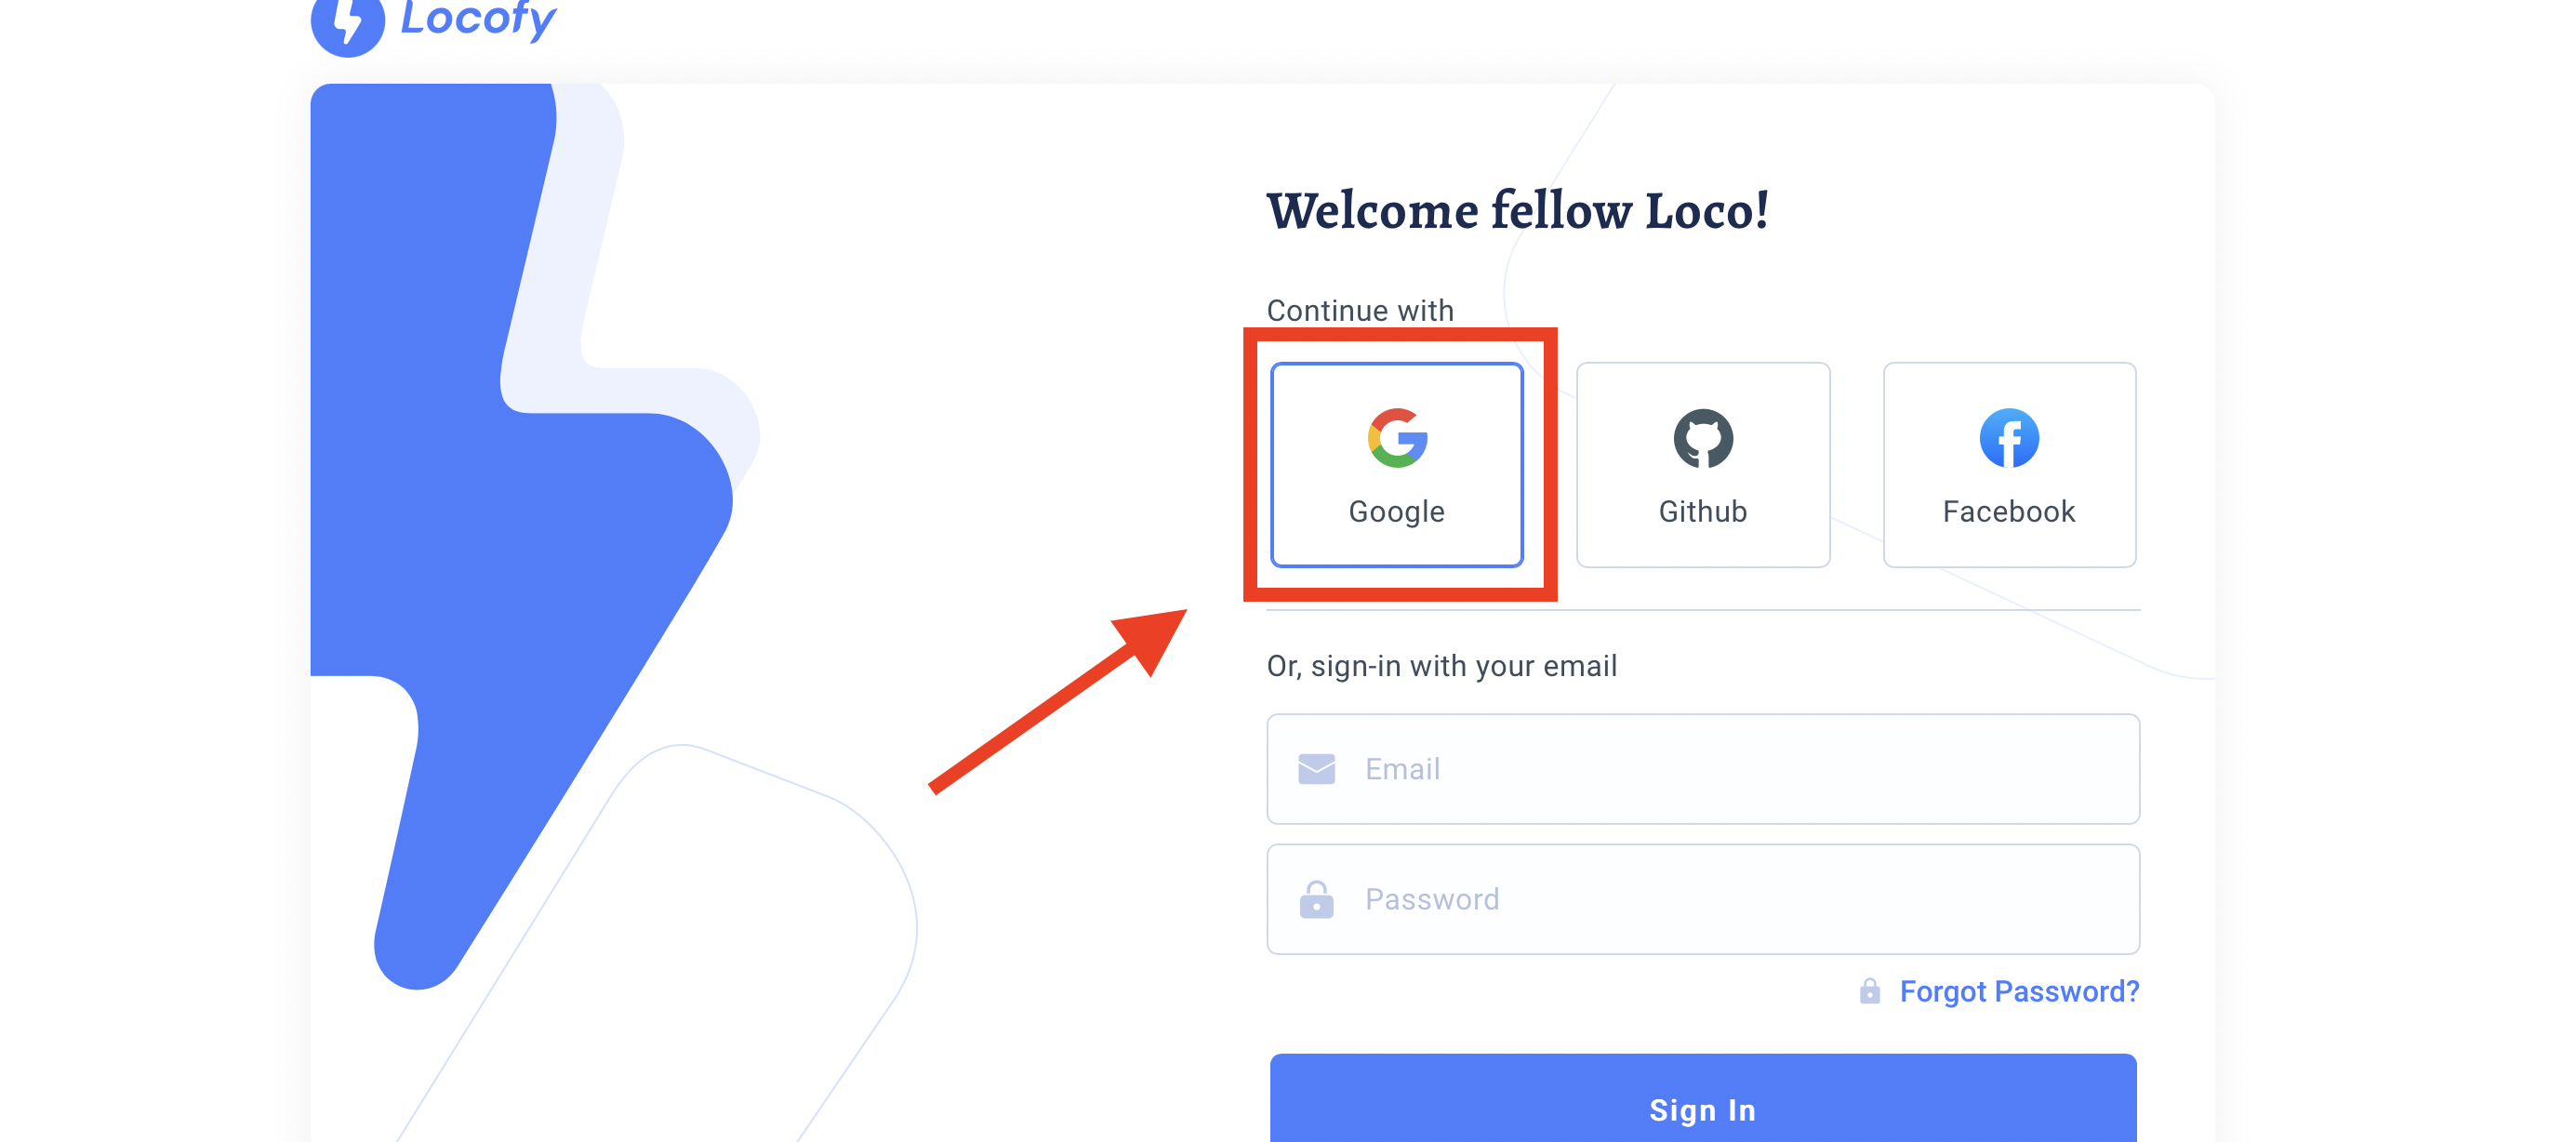 Locofy
Welcome fellow Loco!
Continue with
Google
Github
Facebook
Or, sign-in with your email
Email
Password
Forgot Password?
Sign In